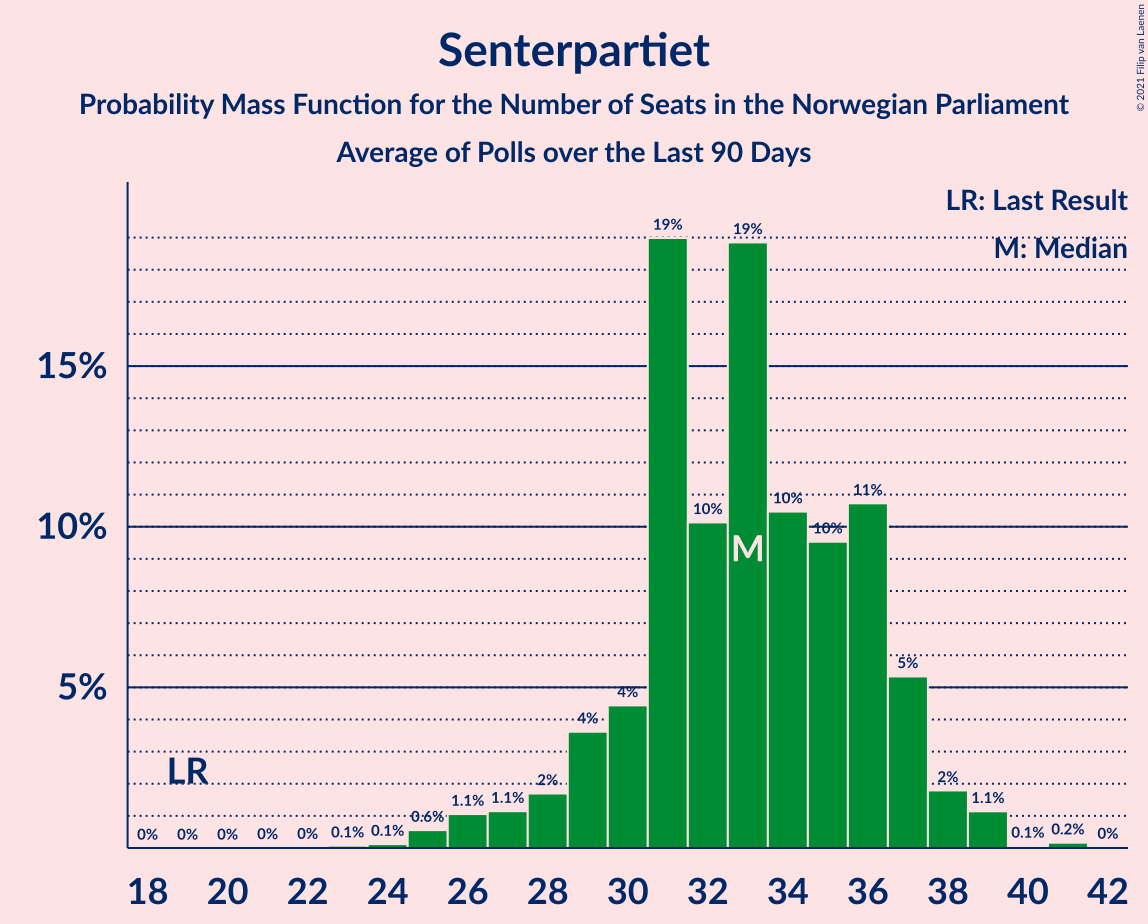 Senterpartiet
Probability Mass Function for the Number of Seats in the Norwegian Parliament
Average of Polls over the Last 90 Days
© 2021 Filip van Laenen
LR: Last Result
M: Median
15%
10%
5%
LR
M
0% 0% 0% 0% 0% 0.1% 0.1% 0.6% 1.1% 1.1% 2% 4% 4% 19% 10% 19% 10% 10% 11% 5% 2% 1.1% 0.1% 0.2% 0%
18 20 22 24 26 28 30 32 34 36 38 40 42